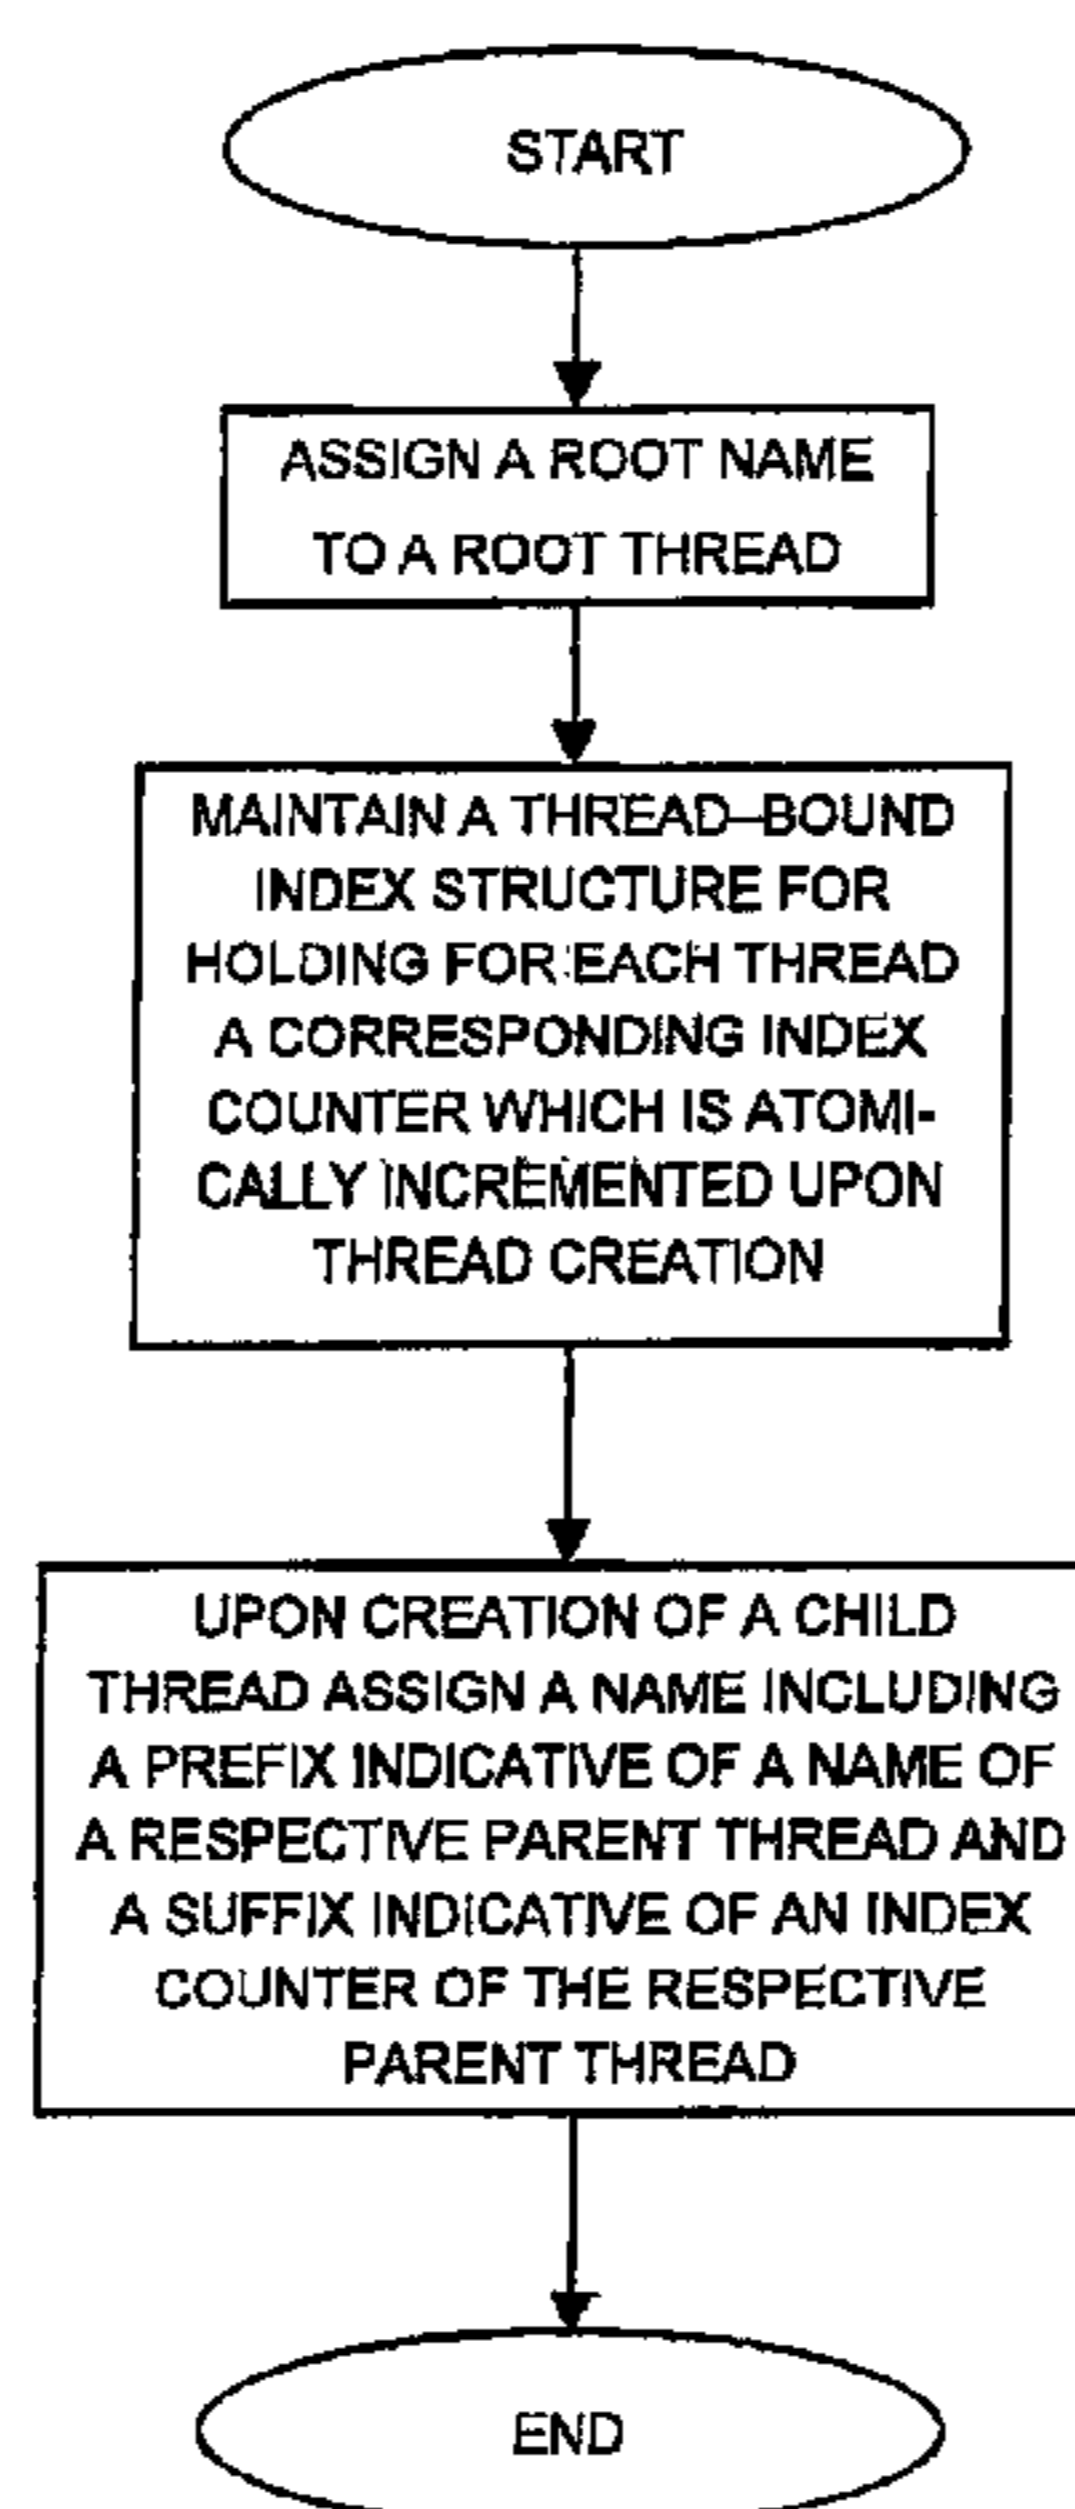 START
ASSIGN A ROOT NAME
TO A ROOT THREAD
MAINTAIN A THREAD–BOUND
INDEX STRUCTURE FOR
HOLDING FOR EACH THREAD
A CORRESPONDING INDEX
COUNTER WHICH IS ATOMI-
CALLY INCREMENTED UPON
THREAD CREATION
UPON CREATION OF A CHILD
THREAD ASSIGN A NAME INCLUDING
A PREFIX INDICATIVE OF A NAME OF
A RESPECTIVE PARENT THREAD AND
A SUFFIX INDICATIVE OF AN INDEX
COUNTER OF THE RESPECTIVE
PARENT THREAD
END